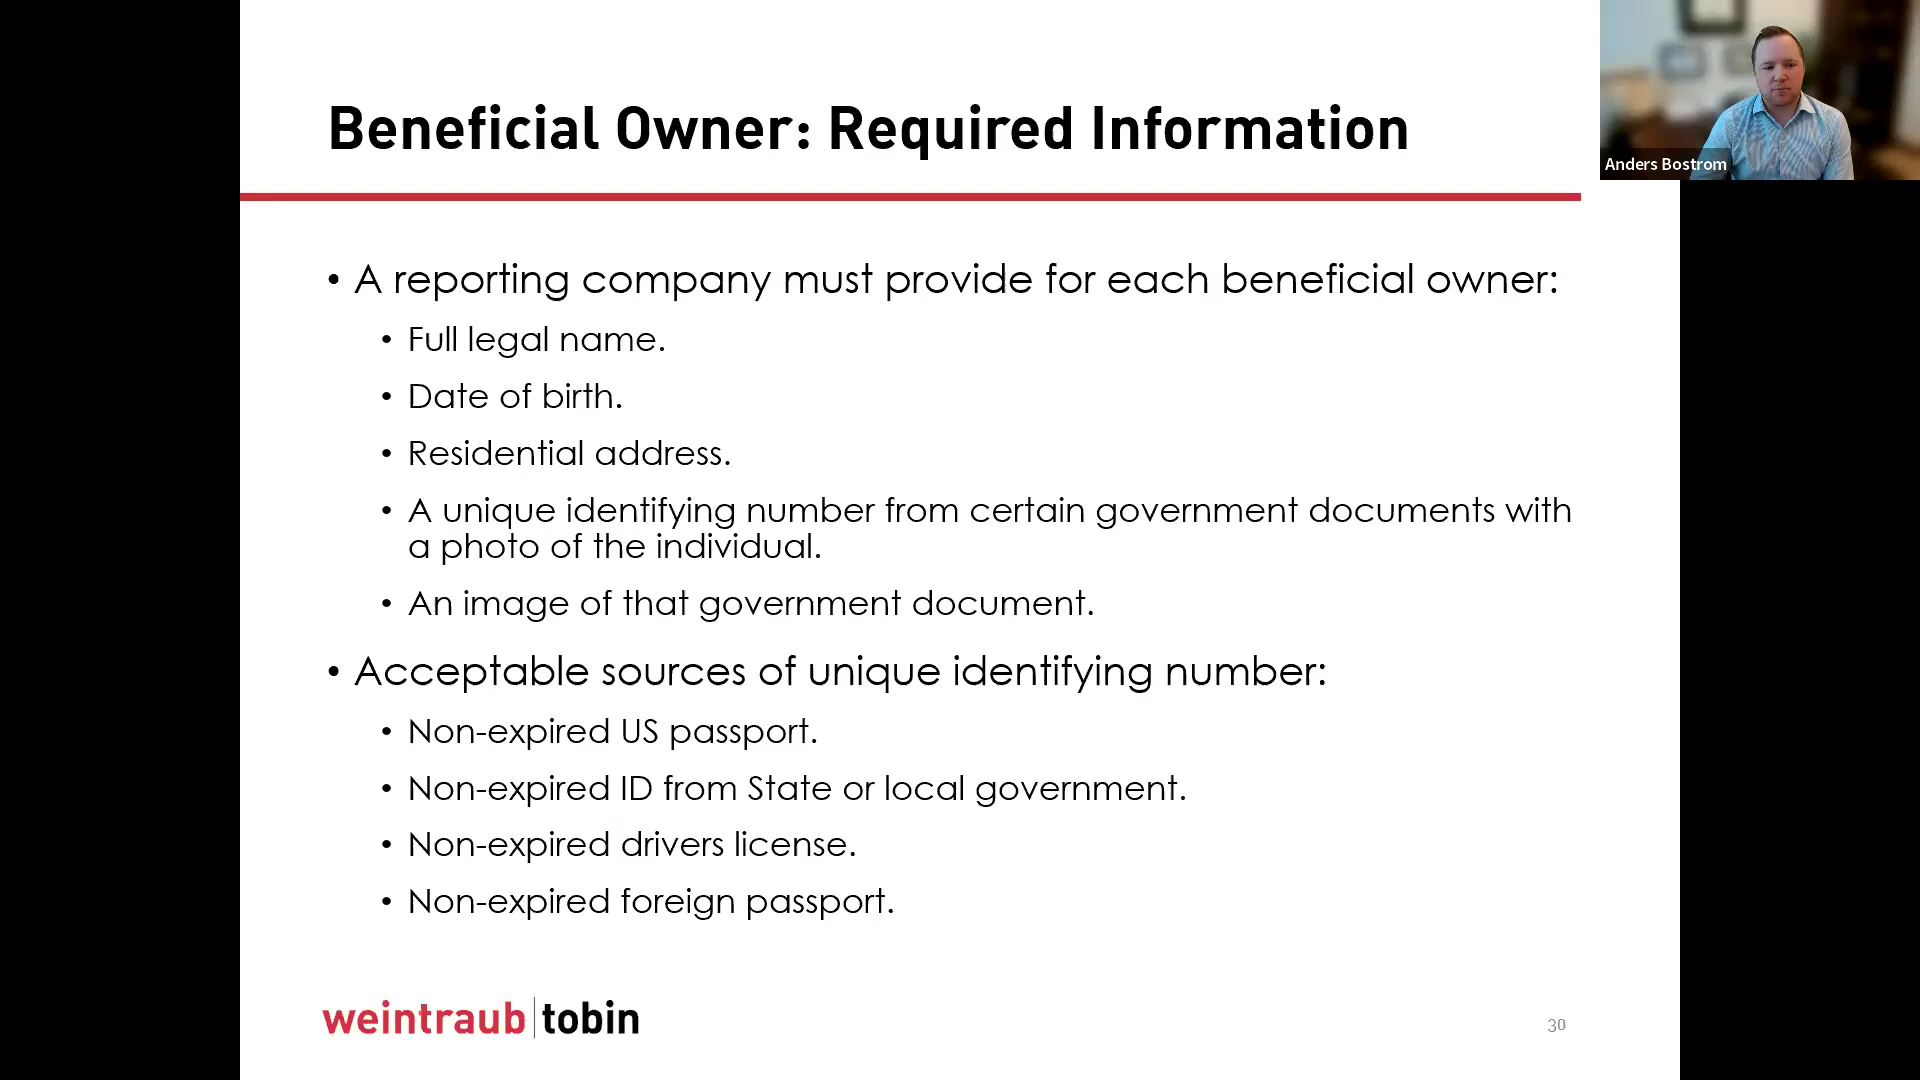 Beneficial Owner: Required Information
Anders Bostrom
• A reporting company must provide for each beneficial owner:
• Full legal name.
• Date of birth.
• Residential address.
• A unique identifying number from certain government documents with
a photo of the individual.
• An image of that government document.
• Acceptable sources of unique identifying number:
• Non-expired US passport.
• Non-expired ID from State or local government.
• Non-expired drivers license.
• Non-expired foreign passport.
weintraub|tobin
30